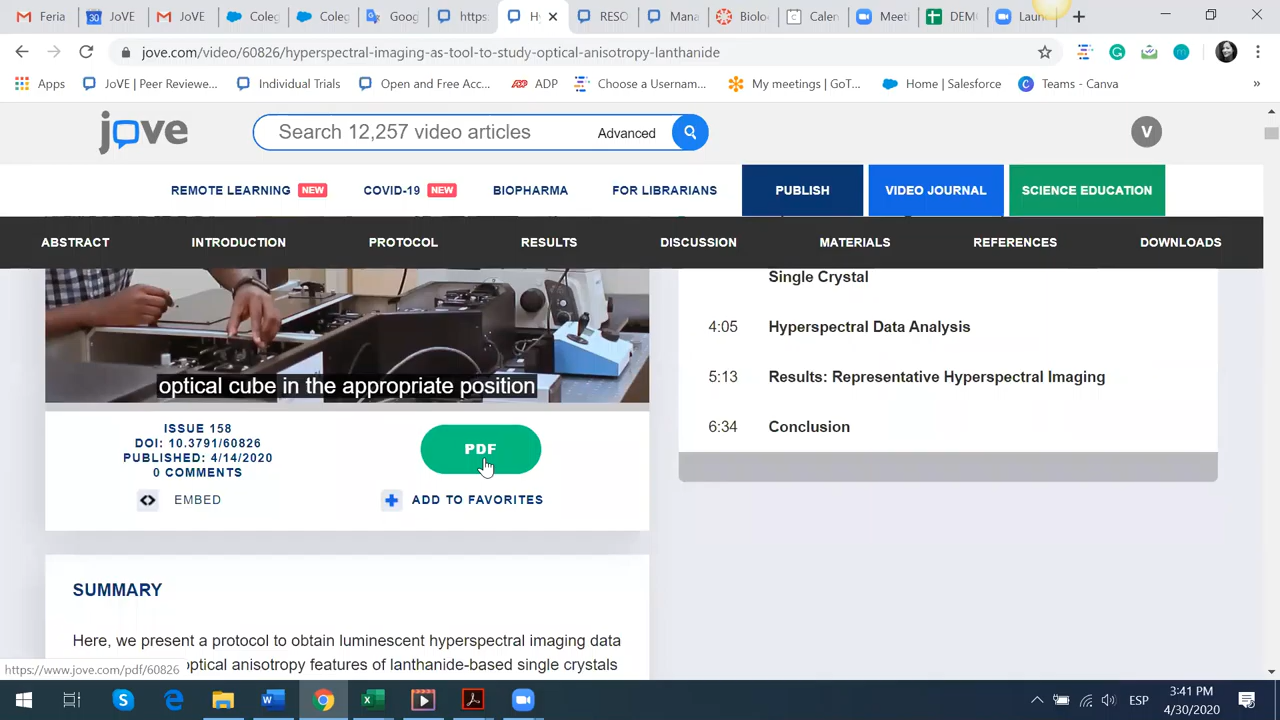 Feria
JoVE
JoVE
Coleg
Coleg
Goog
https:
Hy
RESO
Mana
Biolo
Calen
Meeti
DEM
Laun
jove.com/video/60826/hyperspectral-imaging-as-tool-to-study-optical-anisotropy-lanthanide
Apps
JoVE | Peer Reviewe...
Individual Trials
Open and Free Acc...
ADP
Choose a Usernam...
My meetings | GoT...
Home | Salesforce
Teams - Canva
»
jove
Search 12,257 video articles
Advanced
V
REMOTE LEARNING NEW
COVID-19 NEW
BIOPHARMA
FOR LIBRARIANS
PUBLISH
VIDEO JOURNAL
SCIENCE EDUCATION
ABSTRACT
INTRODUCTION
PROTOCOL
RESULTS
DISCUSSION
MATERIALS
REFERENCES
DOWNLOADS
optical cube in the appropriate position
Single Crystal
4:05 Hyperspectral Data Analysis
5:13 Results: Representative Hyperspectral Imaging
6:34 Conclusion
ISSUE 158
DOI: 10.3791/60826
PUBLISHED: 4/14/2020
0 COMMENTS
EMBED
PDF
ADD TO FAVORITES
SUMMARY
Here, we present a protocol to obtain luminescent hyperspectral imaging data
optical anisotropy features of lanthanide-based single crystals
https://www.jove.com/pdf/60826
ESP
3:41 PM
4/30/2020